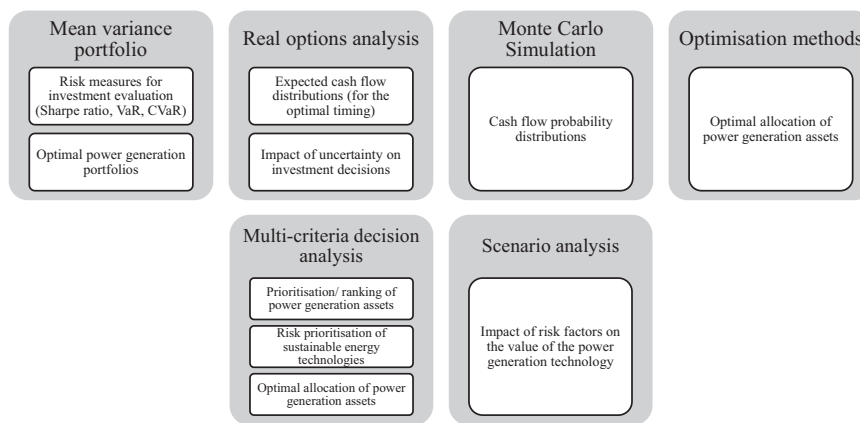 Mean variance
portfolio
Risk measures for
investment evaluation
(Sharpe ratio, VaR, CVaR)
Optimal power generation
portfolios
Real options analysis
Expected cash flow
distributions (for the
optimal timing)
Impact of uncertainty on
investment decisions
Monte Carlo
Simulation
Cash flow probability
distributions
Optimisation methods
Optimal allocation of
power generation assets
Multi-criteria decision
analysis
Prioritisation/ ranking of
power generation assets
Risk prioritisation of
sustainable energy
technologies
Optimal allocation of power
generation assets
Scenario analysis
Impact of risk factors on
the value of the power
generation technology